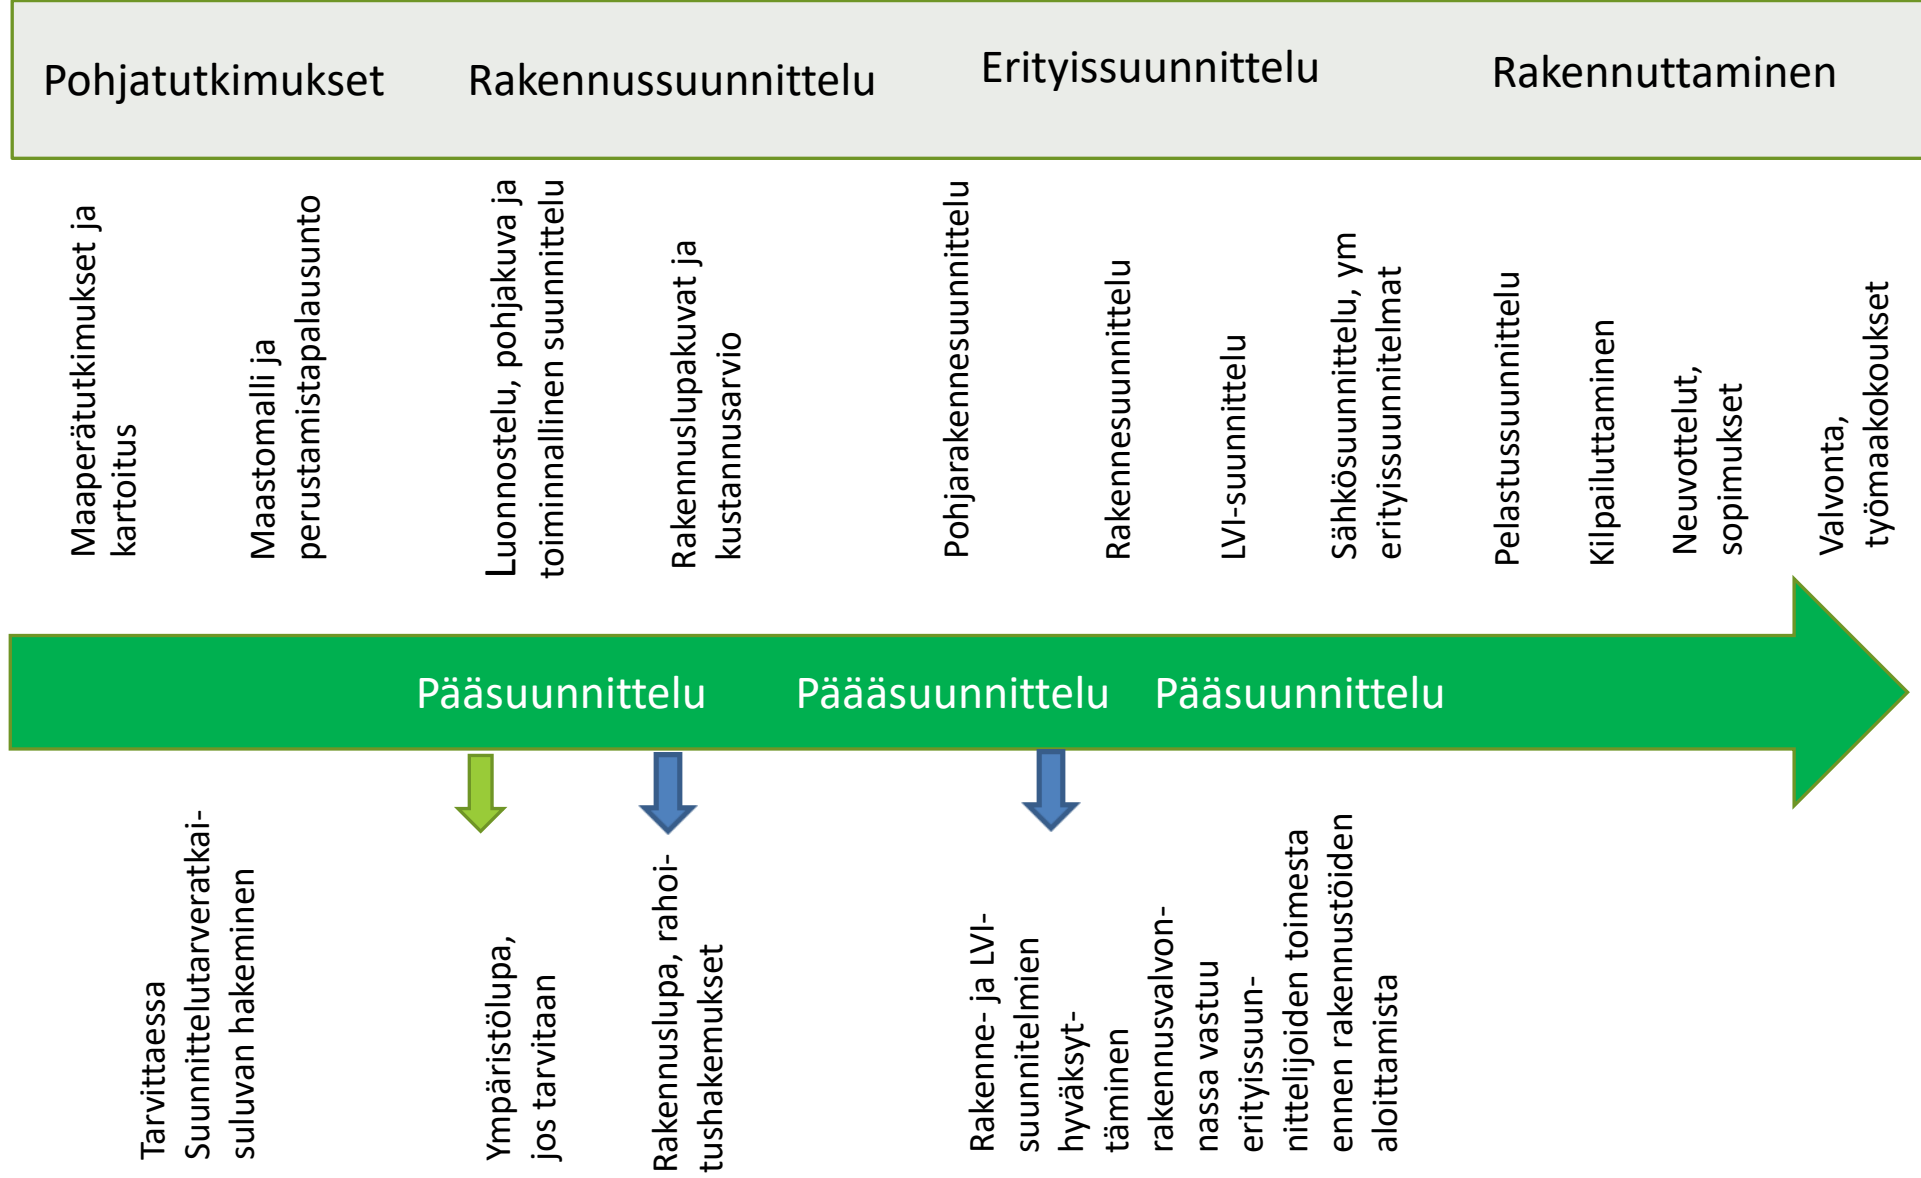 Pohjatutkimukset
Rakennussuunnittelu
Erityissuunnittelu
Rakennuttaminen
Maaperätutkimukset ja
kartoitus
Maastomalli ja
perustamistapalausunto
Luonnostelu, pohjakuva ja
toiminnallinen suunnittelu
Rakennuslupakuvat ja
kustannusarvio
Pohjarakennesuunnittelu
Rakennesuunnittelu
LVI-suunnittelu
Sähkösuunnittelu, ym
erityissuunnitelmat
Pelastussuunnittelu
Kilpailuttaminen
Neuvottelut,
sopimukset
Valvonta,
työmaakokoukset
Pääsuunnittelu
Päääsuunnittelu
Pääsuunnittelu
Tarvittaessa
Suunnittelutarveratkai-
suluvan hakeminen
Ympäristölupa,
jos tarvitaan
Rakennuslupa, rahoi-
tushakemukset
Rakenne- ja LVI-
suunnitelmien
hyväksyt-
täminen
rakennusvalvon-
nassa vastuu
erityissuun-
nittelijoiden toimesta
ennen rakennustöiden
aloittamista